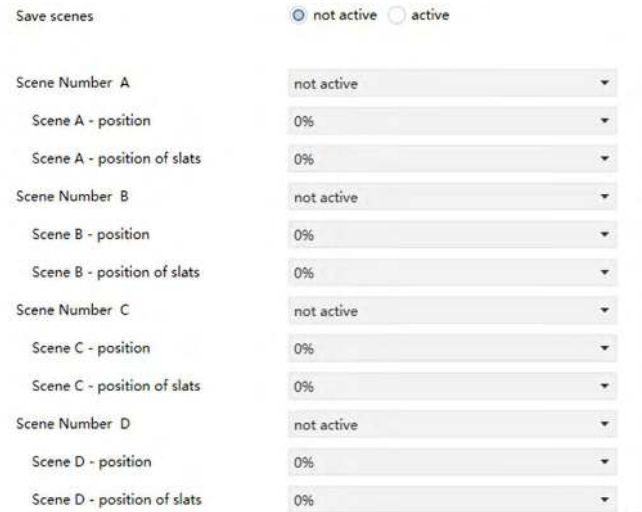 Save scenes not active active
Scene Number A not active
Scene A - position 0%
Scene A - position of slats 0%
Scene Number B not active
Scene B - position 0%
Scene B - position of slats 0%
Scene Number C not active
Scene C - position 0%
Scene C - position of slats 0%
Scene Number D not active
Scene D - position 0%
Scene D - position of slats 0%